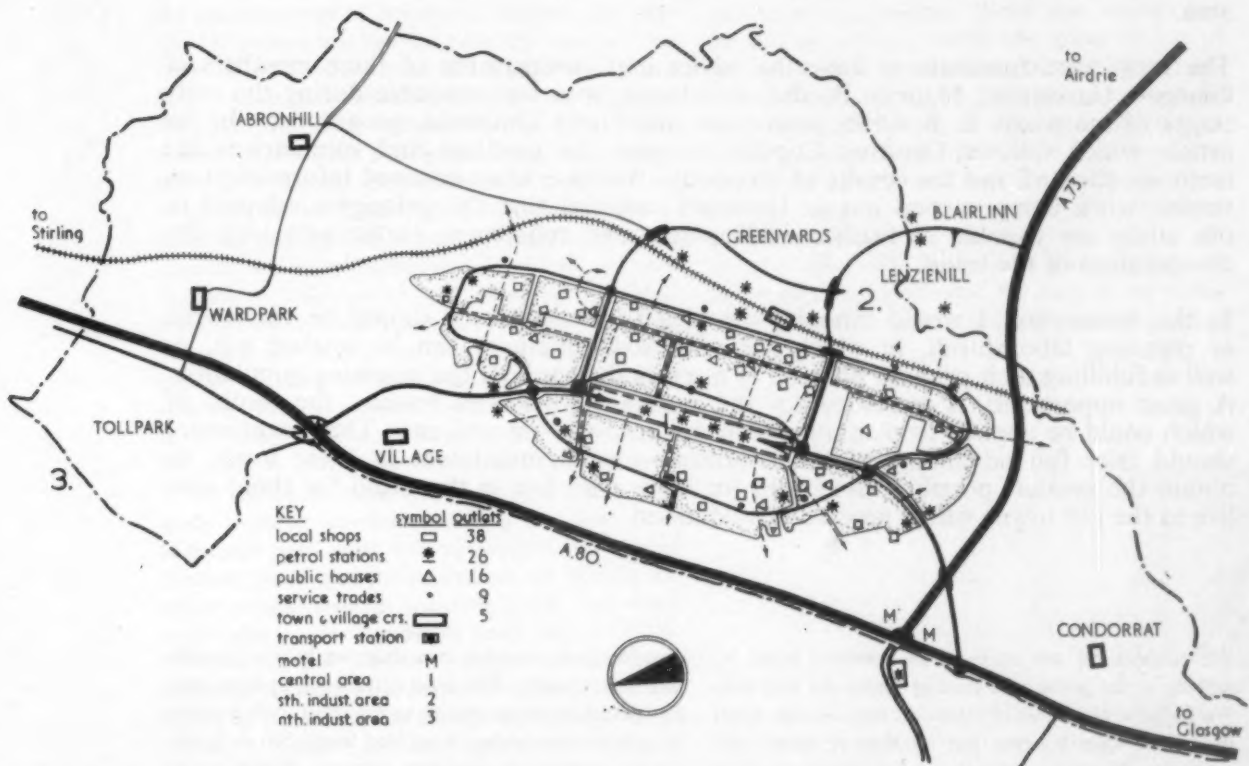 to
Airdrie
ABRONHILL
A.73
to
Stirling
BLAIRLINN
GREENYARDS
LENZIENILL
2
WARDPARK
TOLLPARK
VILLAGE
1
3
KEY symbol outlets
local shops 38
petrol stations 26
public houses 16
service trades 9
town & village crs. 5
transport station
motel M
central area 1
sth. indust. area 2
nth. indust. area 3
A.80
M M
CONDORRAT
to
Glasgow